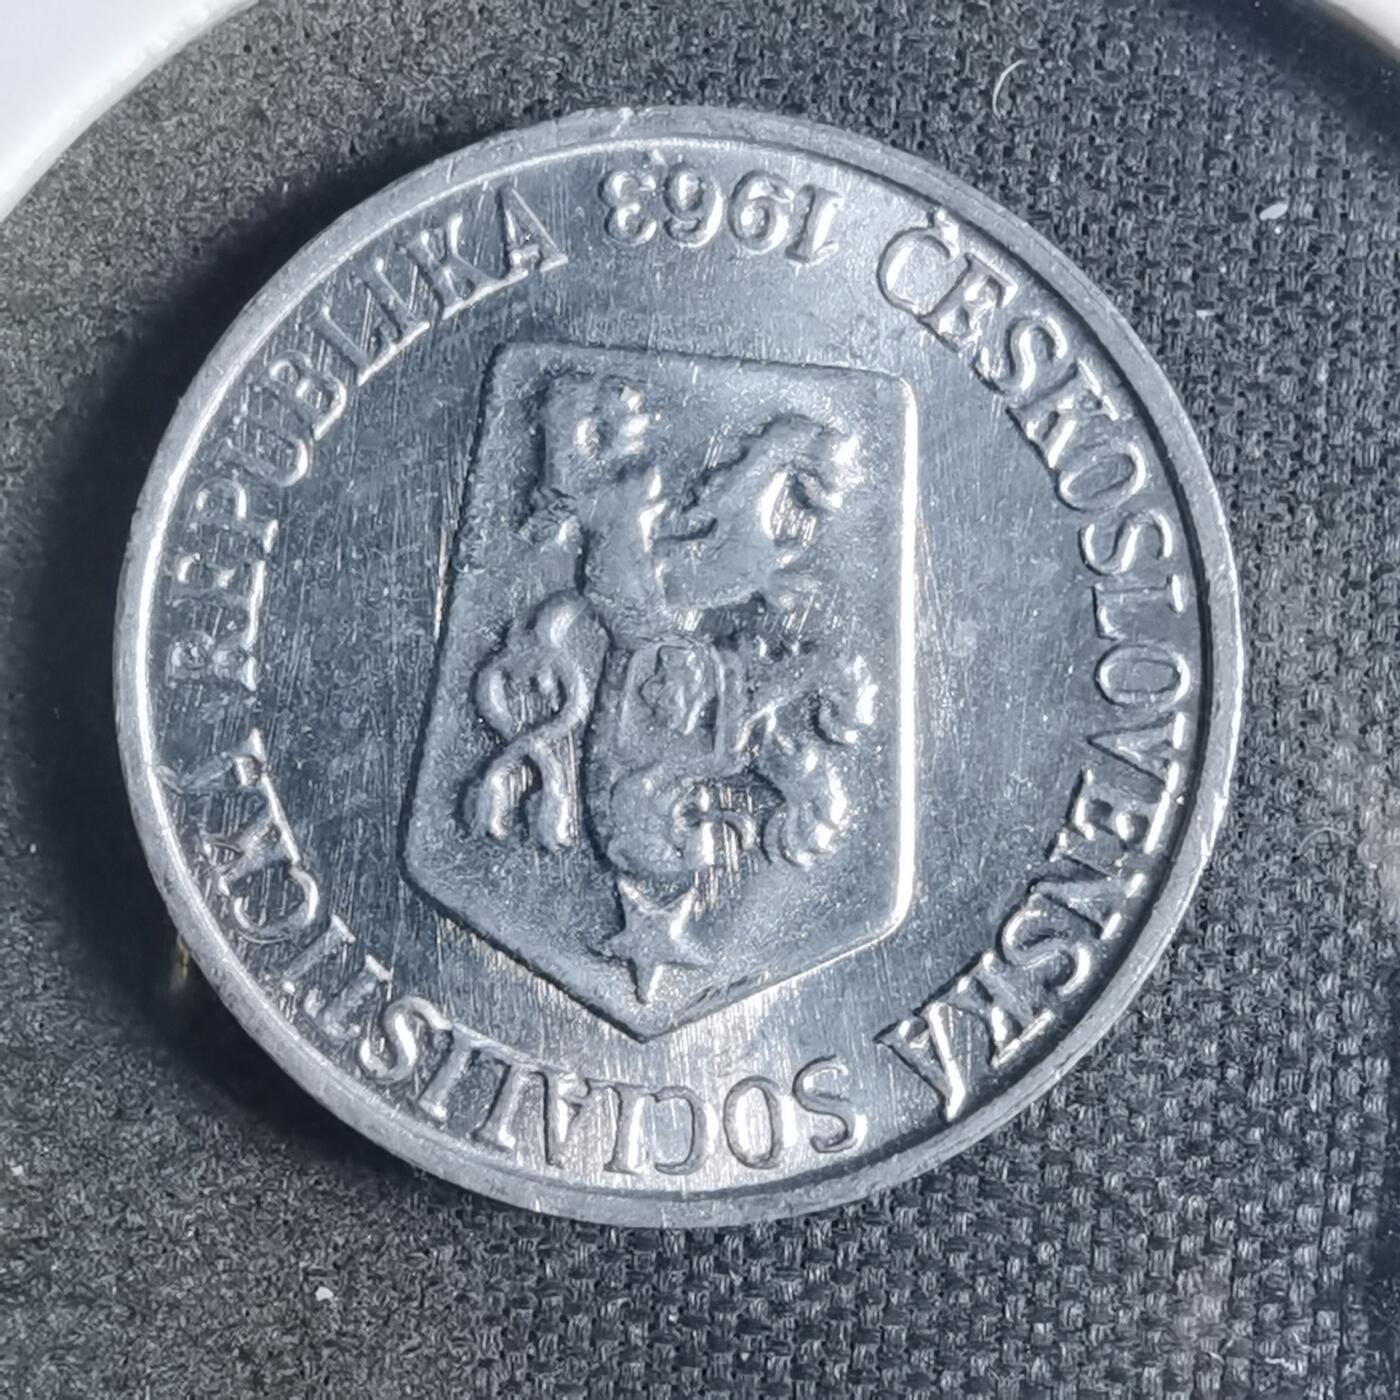 ČESKOSLOVENSKÁ SOCIALISTICKÁ REPUBLIKA
1963